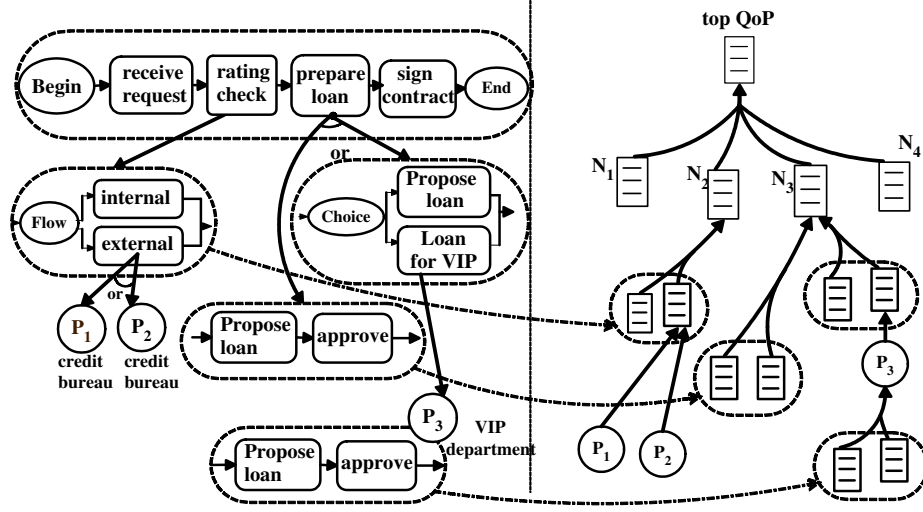 top QoP
Begin
receive
request
rating
check
prepare
loan
sign
contract
End
or
N1
N2
N3
N4
Flow
internal
external
Choice
Propose
loan
Loan
for VIP
or
P1
credit
bureau
P2
credit
bureau
Propose
loan
approve
P3
VIP
department
Propose
loan
approve
P1
P2
P3